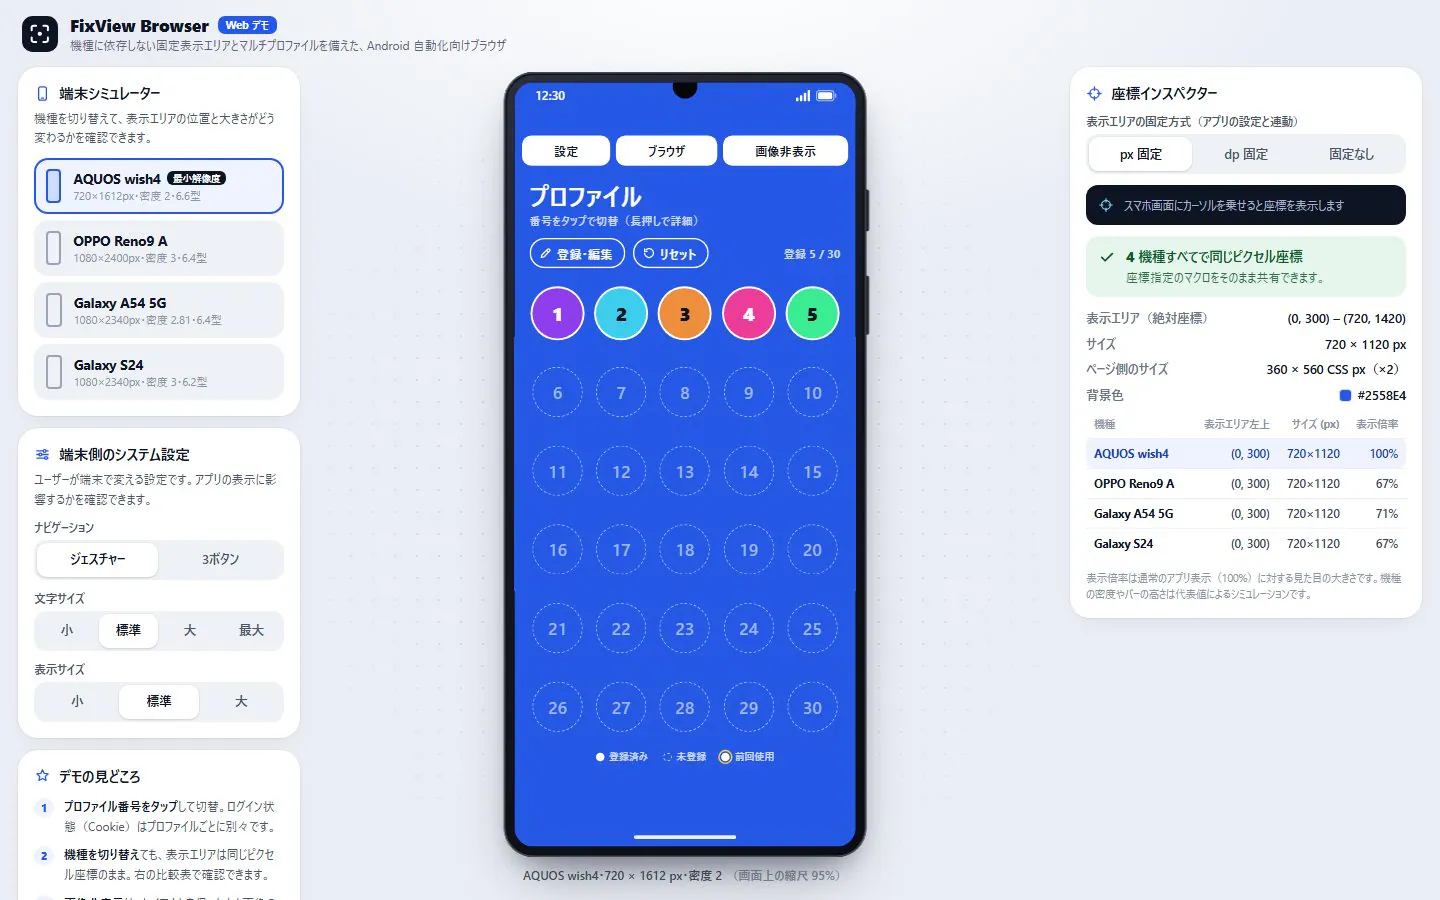 FixView Browser Web デモ
機種に依存しない固定表示エリアとマルチプロファイルを備えた、Android 自動化向けブラウザ
端末シミュレーター
機種を切り替えて、表示エリアの位置と大きさがどう
変わるかを確認できます。
AQUOS wish4 最小解像度
720×1612px・密度 2・6.6型
OPPO Reno9 A
1080×2400px・密度 3・6.4型
Galaxy A54 5G
1080×2340px・密度 2.81・6.4型
Galaxy S24
1080×2340px・密度 3・6.2型
端末側のシステム設定
ユーザーが端末で変える設定です。アプリの表示に影
響するかを確認できます。
ナビゲーション
ジェスチャー 3ボタン
文字サイズ
小 標準 大 最大
表示サイズ
小 標準 大
デモの見どころ
1 プロファイル番号をタップして切替。ログイン状
態（Cookie）はプロファイルごとに別々です。
2 機種を切り替えても、表示エリアは同じピクセ
ル座標のまま。右の比較表で確認できます。
12:30
設定 ブラウザ 画像非表示
プロファイル
番号をタップで切替（長押しで詳細）
登録・編集 リセット 登録 5 / 30
1 2 3 4 5
6 7 8 9 10
11 12 13 14 15
16 17 18 19 20
21 22 23 24 25
26 27 28 29 30
登録済み 未登録 前回使用
AQUOS wish4・720 × 1612 px・密度 2 （画面上の縮尺 95%）
座標インスペクター
表示エリアの固定方式（アプリの設定と連動）
px 固定 dp 固定 固定なし
スマホ画面にカーソルを乗せると座標を表示します
4 機種すべてで同じピクセル座標
座標指定のマクロをそのまま共有できます。
表示エリア（絶対座標） (0, 300) – (720, 1420)
サイズ 720 × 1120 px
ページ側のサイズ 360 × 560 CSS px（×2）
背景色 #2558E4
機種 表示エリア左上 サイズ (px) 表示倍率
AQUOS wish4 (0, 300) 720×1120 100%
OPPO Reno9 A (0, 300) 720×1120 67%
Galaxy A54 5G (0, 300) 720×1120 71%
Galaxy S24 (0, 300) 720×1120 67%
表示倍率は通常のアプリ表示（100%）に対する見た目の大きさです。機種
の密度やバーの高さは代表値によるシミュレーションです。